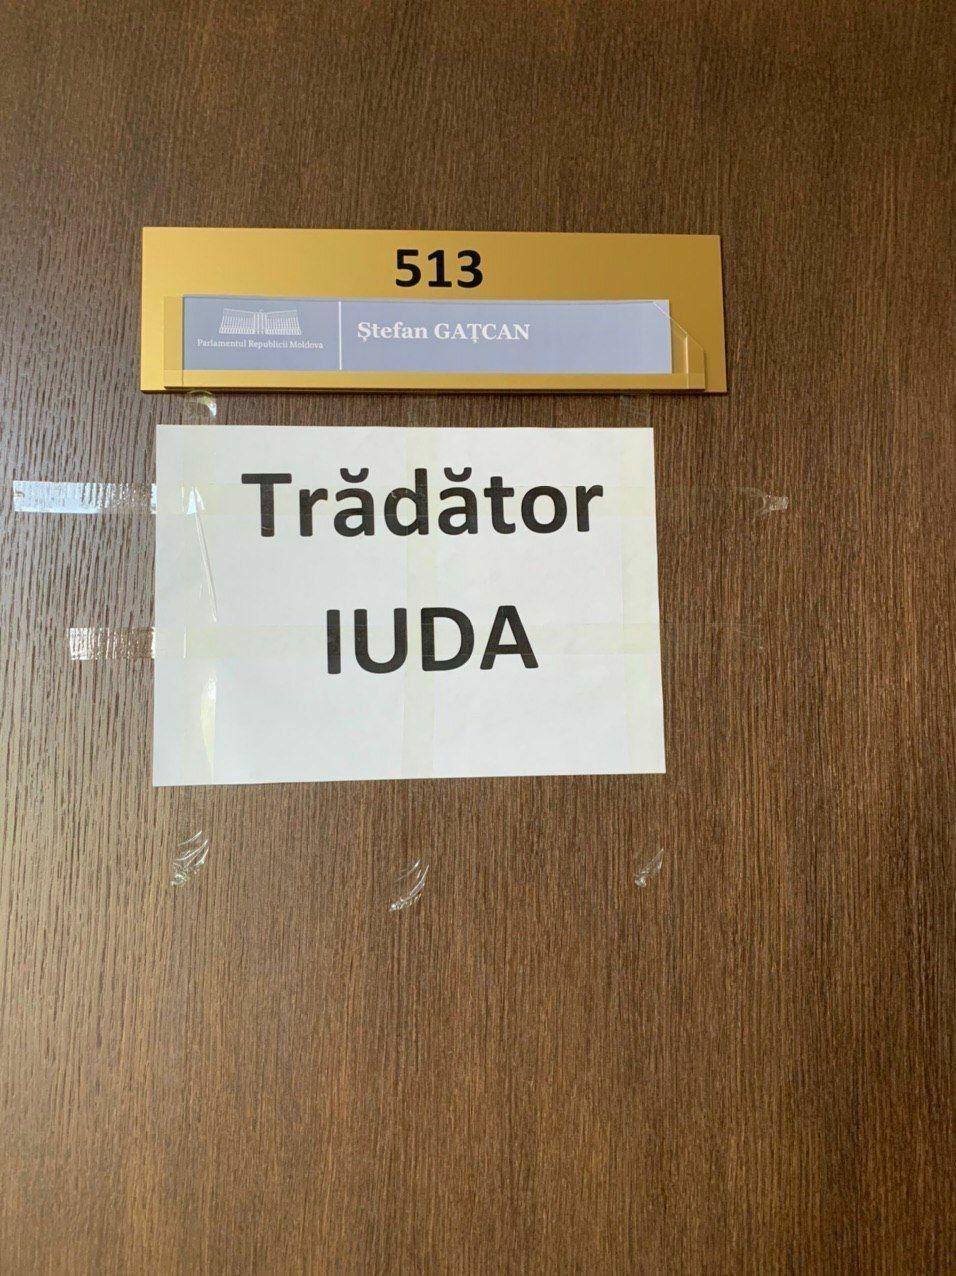 513
Parlamentul Republicii Moldova
Ștefan GAȚCAN
Trădător
IUDA